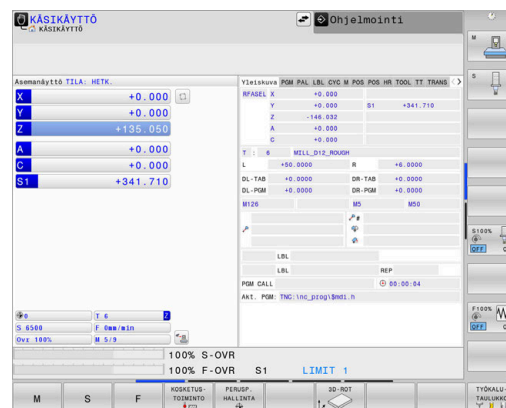 KÄSIKÄYTTÖ
KÄSIKÄYTTÖ
Ohjelmointi
Asemanäyttö TILA: HETK.
X +0.000
Y +0.000
Z +135.050
A +0.000
C +0.000
S1 +341.710
Yleiskuva PGM PAL LBL CYC M POS POS HR TOOL TT TRANS
RFASEL X +0.000
Y +0.000 S1 +341.710
Z -146.032
A +0.000
C +0.000
T : 6 MILL_D12_ROUGH
L +50.0000 R +6.0000
DL-TAB +0.0000 DR-TAB +0.0000
DL-PGM +0.0000 DR-PGM +0.0000
M126 M5 M50
LBL
LBL REP
PGM CALL 00:00:04
Akt. PGM: TNC:\nc_prog\$mdi.h
0 T 6 Z
S 6500 F 0mm/min
Ovr 100% M 5/9
100% S-OVR
100% F-OVR S1 LIMIT 1
M
S
S100%
OFF
F100%
OFF
M
S
F
KOSKETUS-
TOIMINTO
PERUSP.
HALLINTA
3D-ROT
TYÖKALU-
TAULUKKO